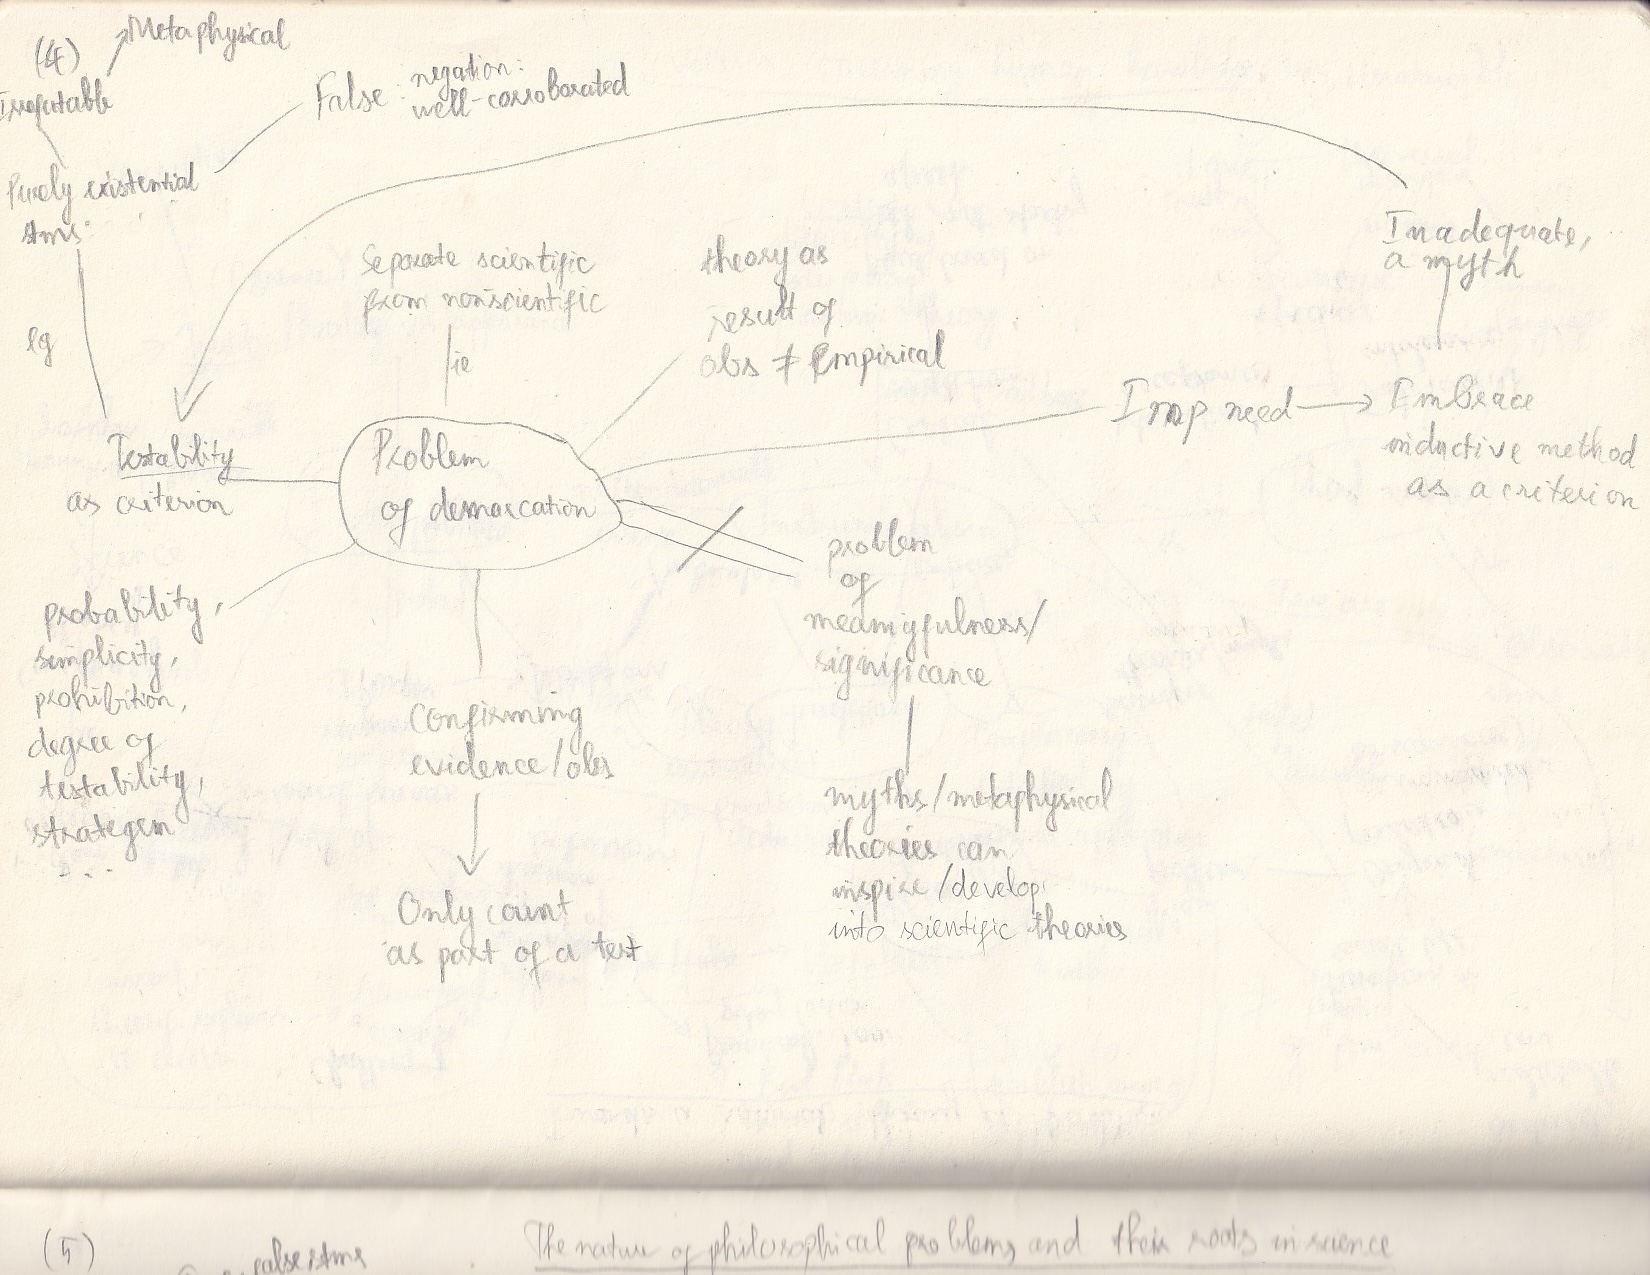 (4)
Metaphysical
Irrefutable
False: negation:
well-corroborated
Purely existential
stms:
eg
Separate scientific
from nonscientific
ie
theory as
result of
obs ≠ Empirical
Inadequate,
a myth
Imp need
Embrace
inductive method
as a criterion
Testability
as criterion
Problem
of demarcation
problem
of
meaningfulness/
significance
probability,
simplicity,
prohibition,
degree of
testability,
strategem
...
Confirming
evidence/obs
myths/metaphysical
theories can
inspire/develop
into scientific theories
Only count
as part of a test
(5)
The nature of philosophical problems and their roots in science
false stms